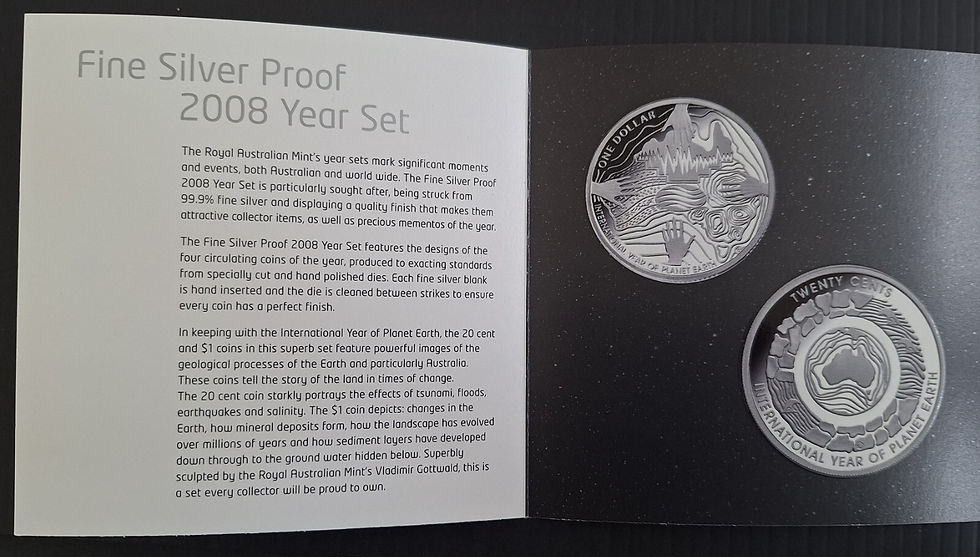 Fine Silver Proof
2008 Year Set
The Royal Australian Mint's year sets mark significant moments
and events, both Australian and world wide. The Fine Silver Proof
2008 Year Set is particularly sought after, being struck from
99.9% fine silver and displaying a quality finish that makes them
attractive collector items, as well as precious mementos of the year.
The Fine Silver Proof 2008 Year Set features the designs of the
four circulating coins of the year, produced to exacting standards
from specially cut and hand polished dies. Each fine silver blank
is hand inserted and the die is cleaned between strikes to ensure
every coin has a perfect finish.
In keeping with the International Year of Planet Earth, the 20 cent
and $1 coins in this superb set feature powerful images of the
geological processes of the Earth and particularly Australia.
These coins tell the story of the land in times of change.
The 20 cent coin starkly portrays the effects of tsunami, floods,
earthquakes and salinity. The $1 coin depicts: changes in the
Earth, how mineral deposits form, how the landscape has evolved
over millions of years and how sediment layers have developed
down through to the ground water hidden below. Superbly
sculpted by the Royal Australian Mint's Vladimir Gottwald, this is
a set every collector will be proud to own.
ONE DOLLAR
INTERNATIONAL YEAR OF PLANET EARTH
TWENTY CENTS
INTERNATIONAL YEAR OF PLANET EARTH